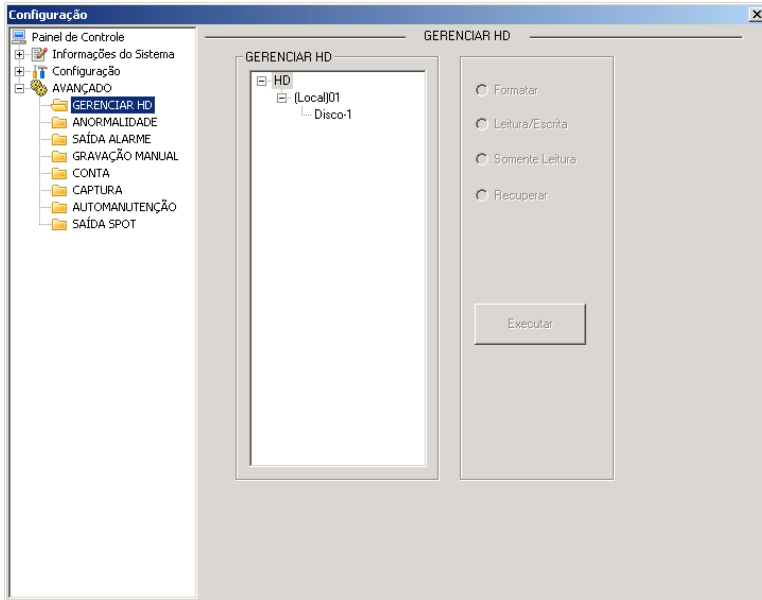 Configuração
Painel de Controle
Informações do Sistema
Configuração
AVANÇADO
GERENCIAR HD
ANORMALIDADE
SAÍDA ALARME
GRAVAÇÃO MANUAL
CONTA
CAPTURA
AUTOMANUTENÇÃO
SAÍDA SPOT
GERENCIAR HD
GERENCIAR HD
HD
(Local)01
Disco-1
Formatar
Leitura/Escrita
Somente Leitura
Recuperar
Executar